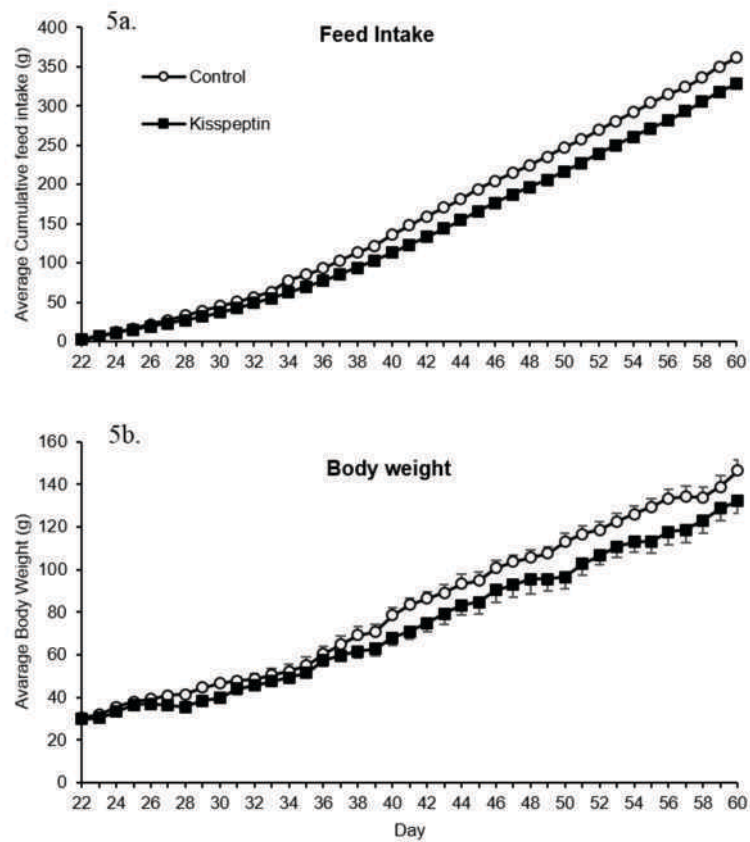 5a.
Feed Intake
Control
Kisspeptin
Average Cumulative feed intake (g)
400
350
300
250
200
150
100
50
0
22 24 26 28 30 32 34 36 38 40 42 44 46 48 50 52 54 56 58 60
5b.
Body weight
Avarage Body Weight (g)
160
140
120
100
80
60
40
20
0
22 24 26 28 30 32 34 36 38 40 42 44 46 48 50 52 54 56 58 60
Day